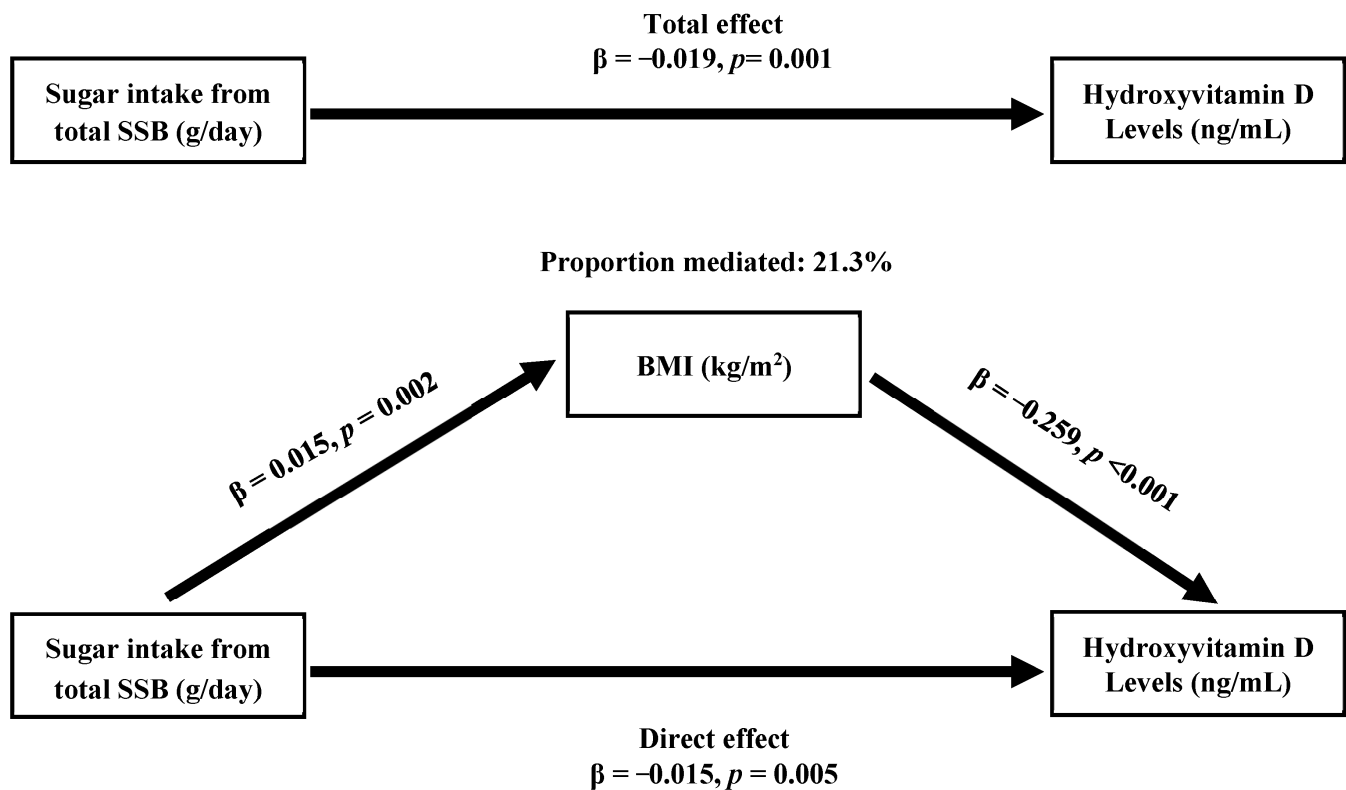 Total effect
β = −0.019, p= 0.001
Sugar intake from
total SSB (g/day)
Hydroxyvitamin D
Levels (ng/mL)
Proportion mediated: 21.3%
BMI (kg/m²)
β = 0.015, p = 0.002
β = −0.259, p <0.001
Sugar intake from
total SSB (g/day)
Hydroxyvitamin D
Levels (ng/mL)
Direct effect
β = −0.015, p = 0.005